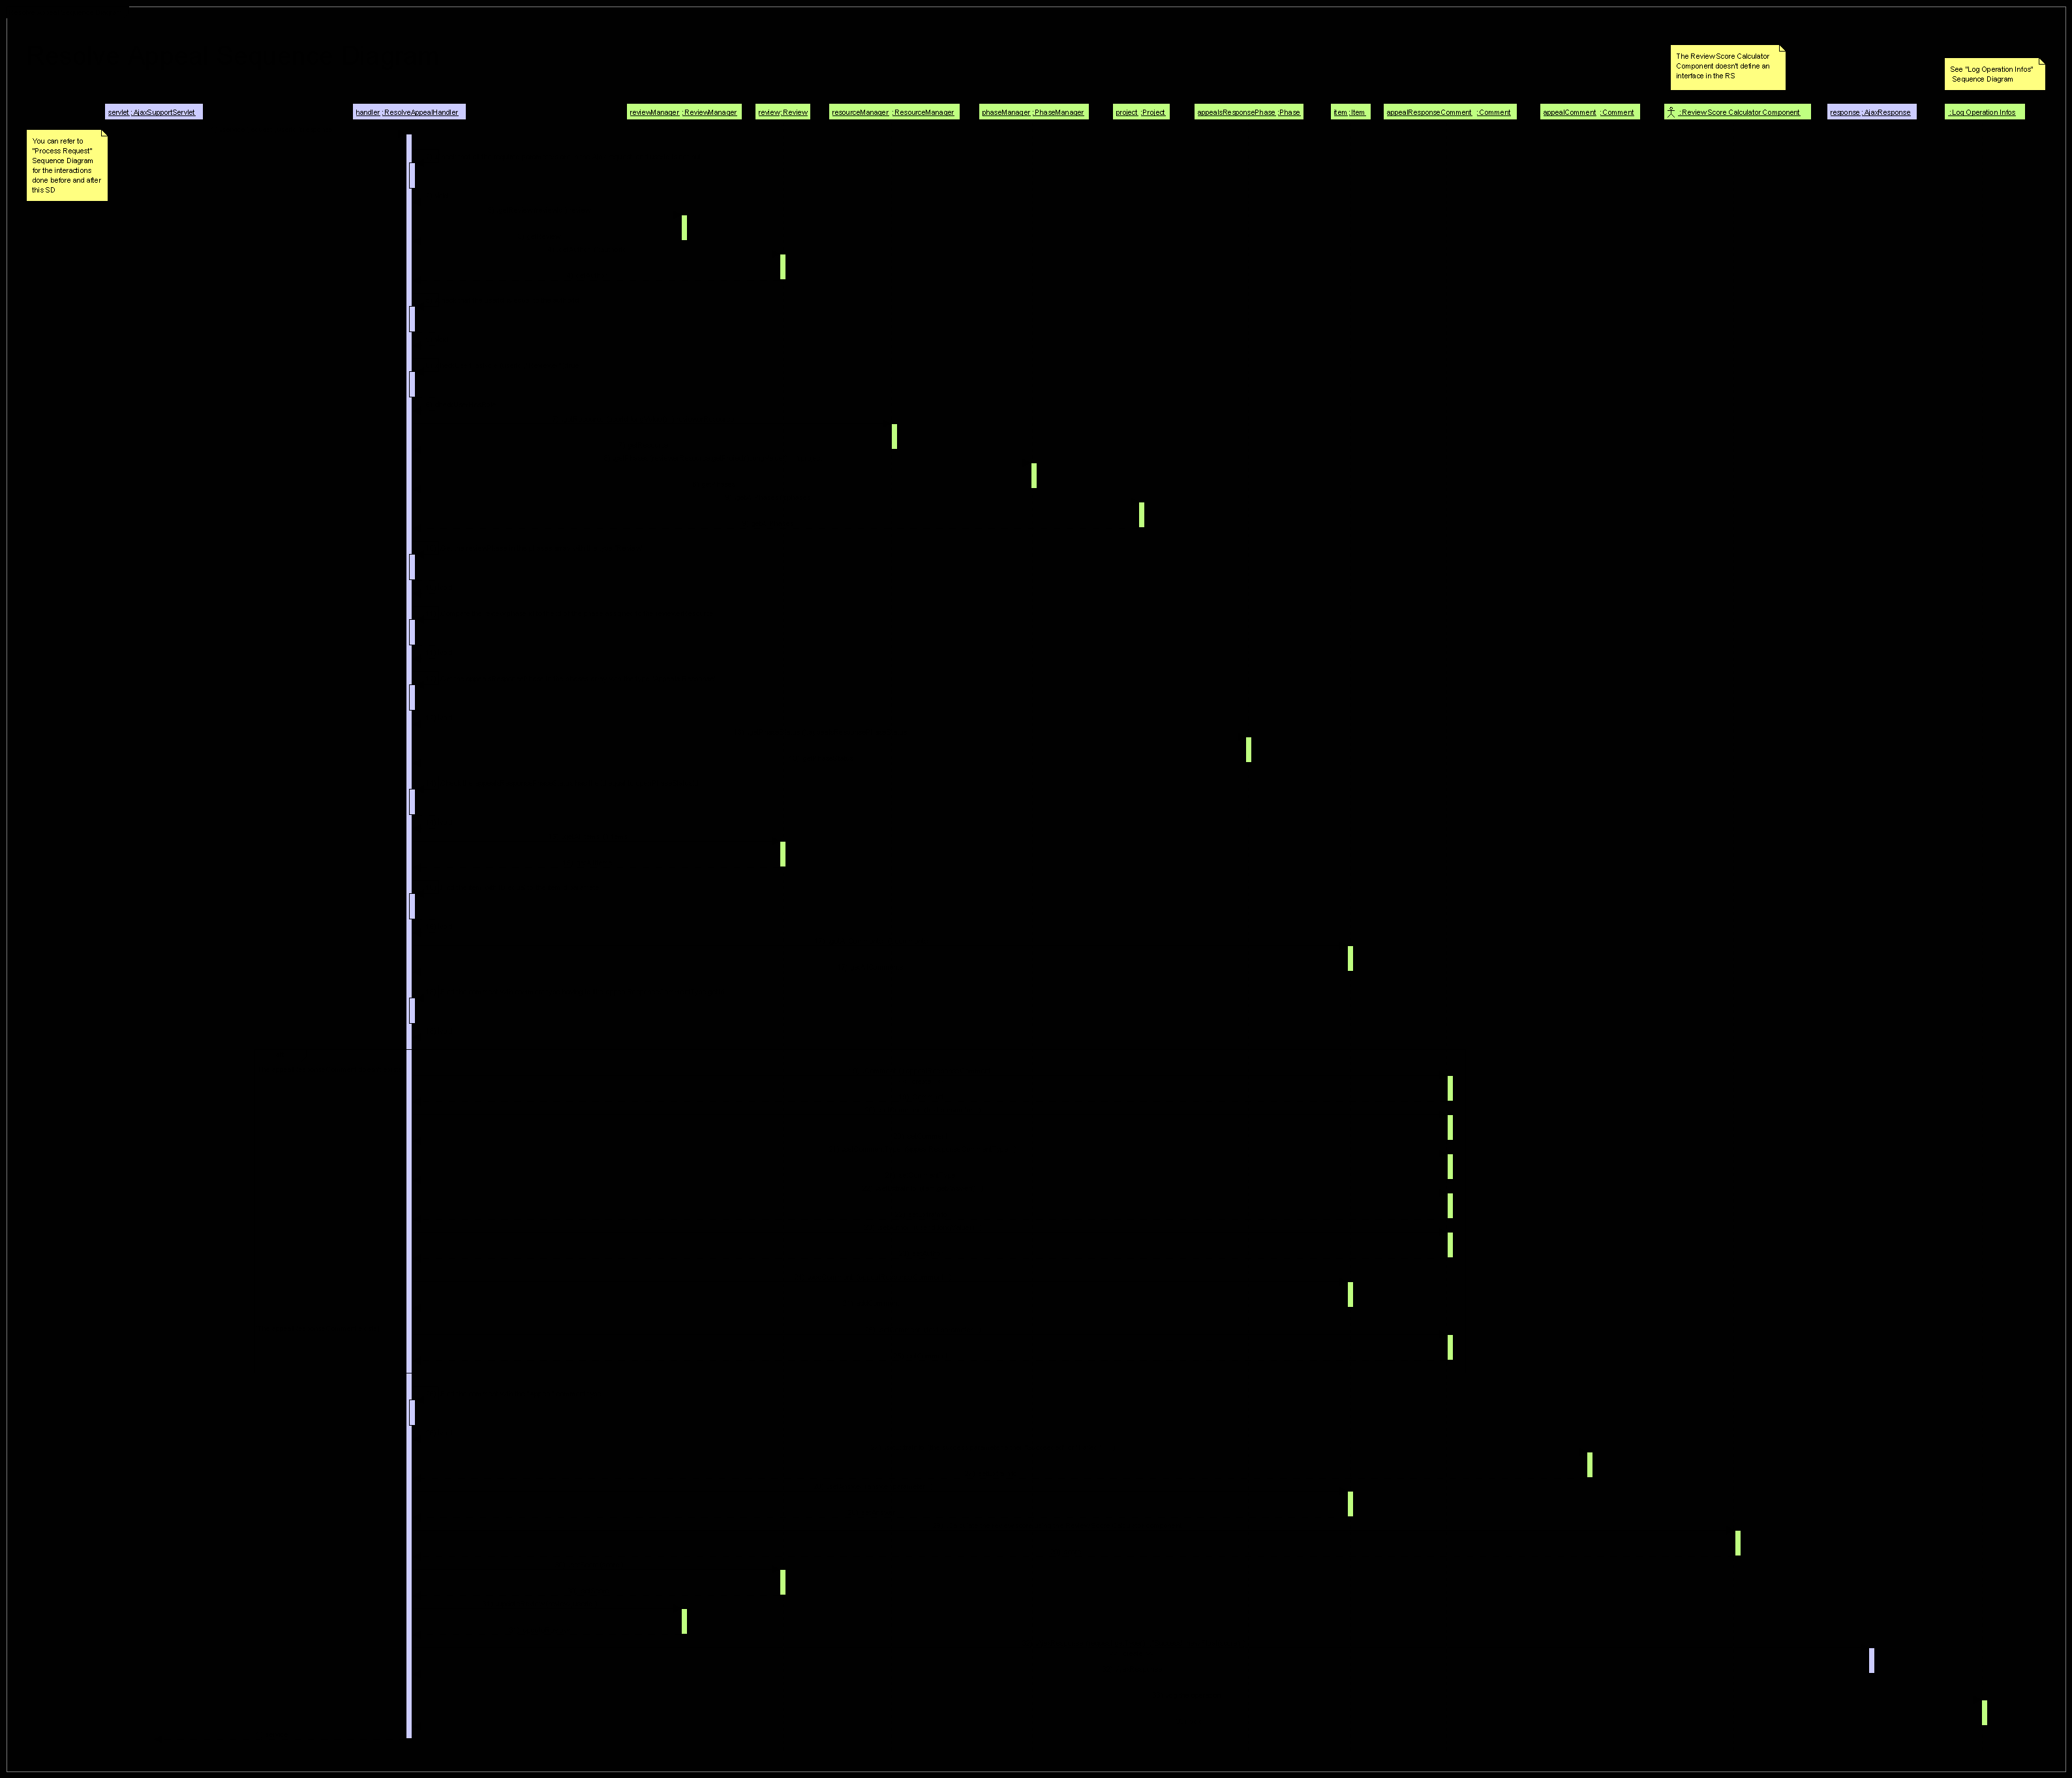 The Review Score Calculator
Component doesn't define an
interface in the RS
See "Log Operation Infos"
Sequence Diagram
servlet :AjaxSupportServlet
handler :ResolveAppealHandler
reviewManager :ReviewManager
review :Review
resourceManager :ResourceManager
phaseManager :PhaseManager
project :Project
appealsResponsePhase :Phase
item :Item
appealResponseComment :Comment
appealComment :Comment
:Review Score Calculator Component
response :AjaxResponse
:Log Operation Infos
You can refer to
"Process Request"
Sequence Diagram
for the interactions
done before and after
this SD